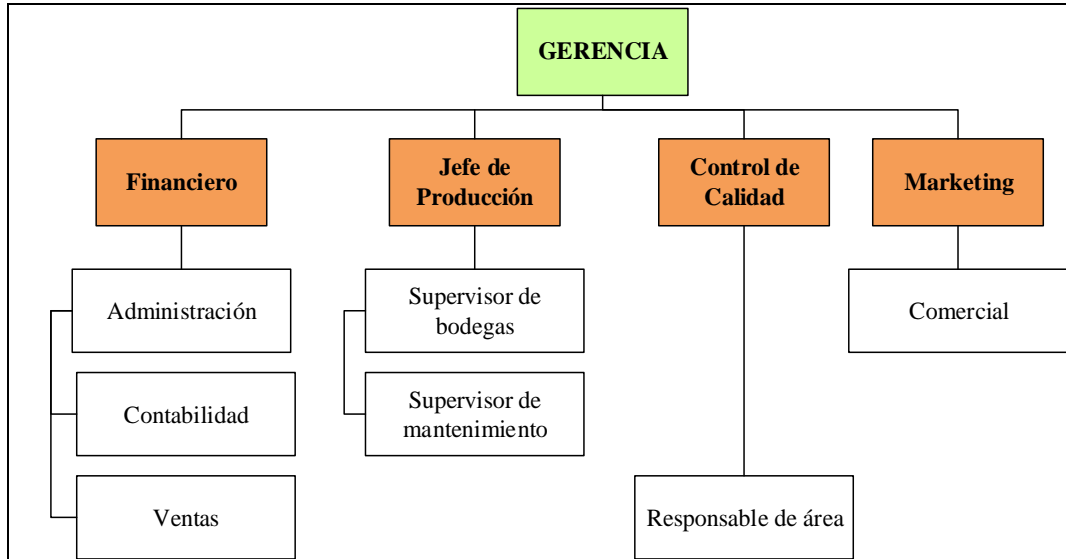 GERENCIA
Financiero
Jefe de
Producción
Control de
Calidad
Marketing
Administración
Supervisor de
bodegas
Comercial
Contabilidad
Supervisor de
mantenimiento
Ventas
Responsable de área